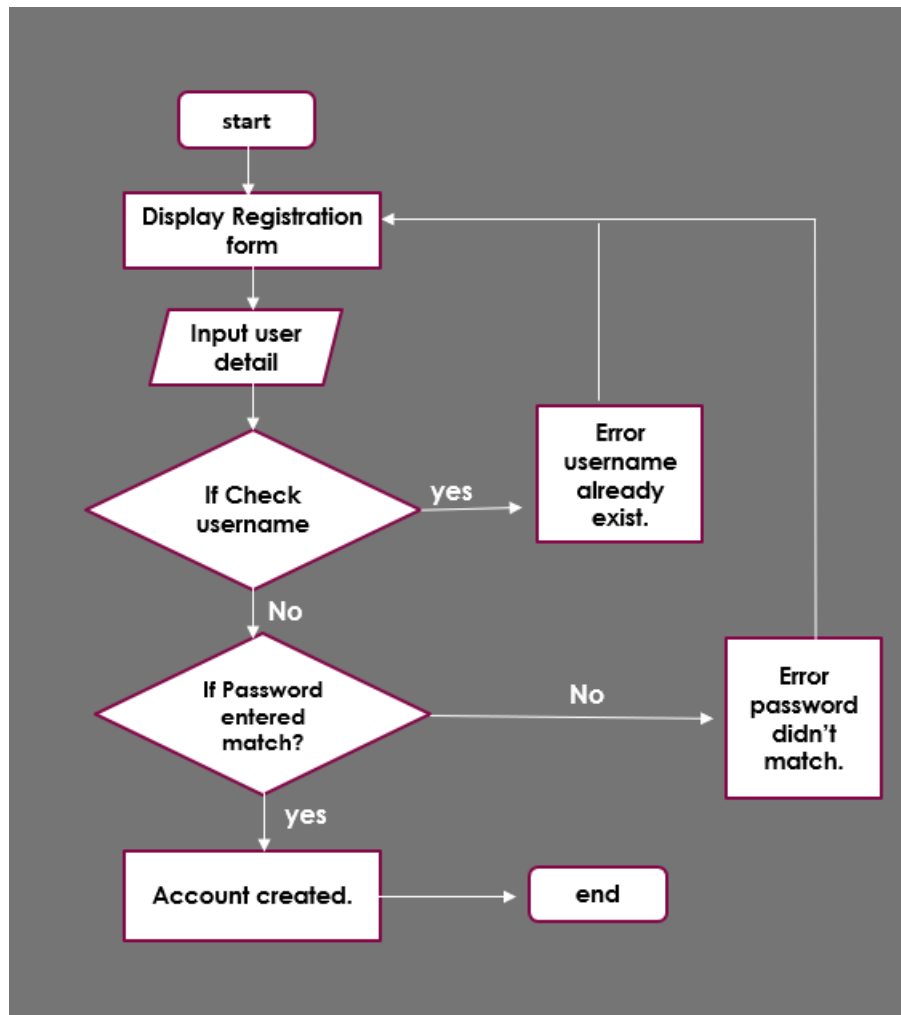 start
Display Registration
form
Input user
detail
If Check
username
yes
Error
username
already
exist.
No
If Password
entered
match?
No
Error
password
didn't
match.
yes
Account created.
end